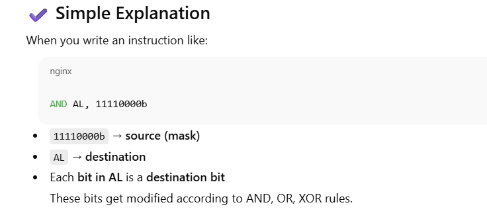 Simple Explanation
When you write an instruction like:
nginx
AND AL, 11110000b
• 11110000b → source (mask)
• AL → destination
• Each bit in AL is a destination bit
These bits get modified according to AND, OR, XOR rules.